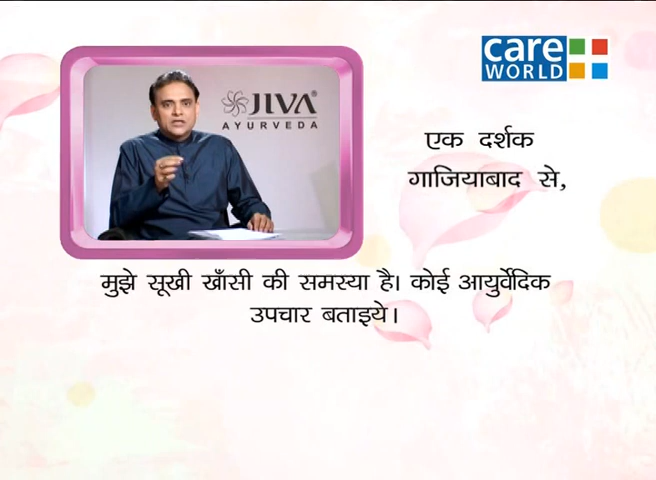 care
WORLD
JIVA®
AYURVEDA
एक दर्शक
गाजियाबाद से,
मुझे सूखी खाँसी की समस्या है। कोई आयुर्वेदिक
उपचार बताइये।